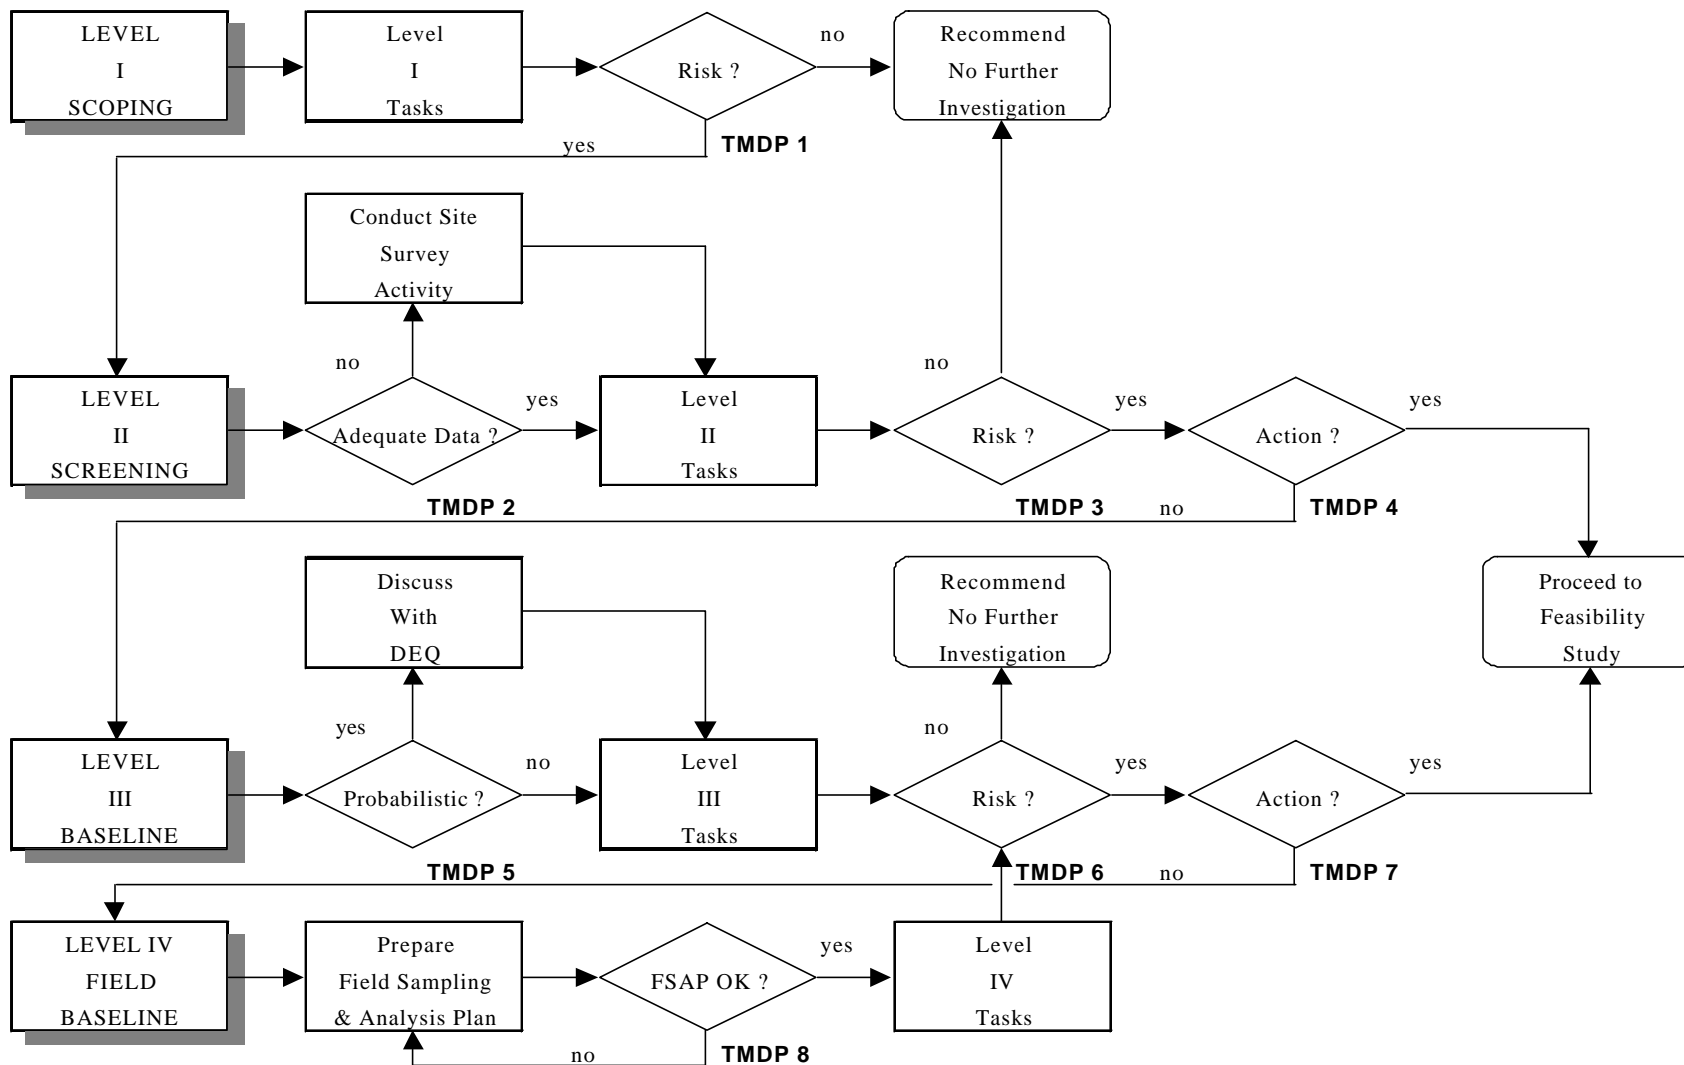 LEVEL
I
SCOPING
Level
I
Tasks
Risk ?
no
Recommend
No Further
Investigation
yes
TMDP 1
Conduct Site
Survey
Activity
no
LEVEL
II
SCREENING
Adequate Data ?
yes
Level
II
Tasks
no
Risk ?
yes
Action ?
yes
TMDP 2
TMDP 3
no
TMDP 4
Discuss
With
DEQ
Recommend
No Further
Investigation
Proceed to
Feasibility
Study
yes
LEVEL
III
BASELINE
Probabilistic ?
no
Level
III
Tasks
no
Risk ?
yes
Action ?
yes
TMDP 5
TMDP 6
no
TMDP 7
LEVEL IV
FIELD
BASELINE
Prepare
Field Sampling
& Analysis Plan
FSAP OK ?
yes
Level
IV
Tasks
no
TMDP 8